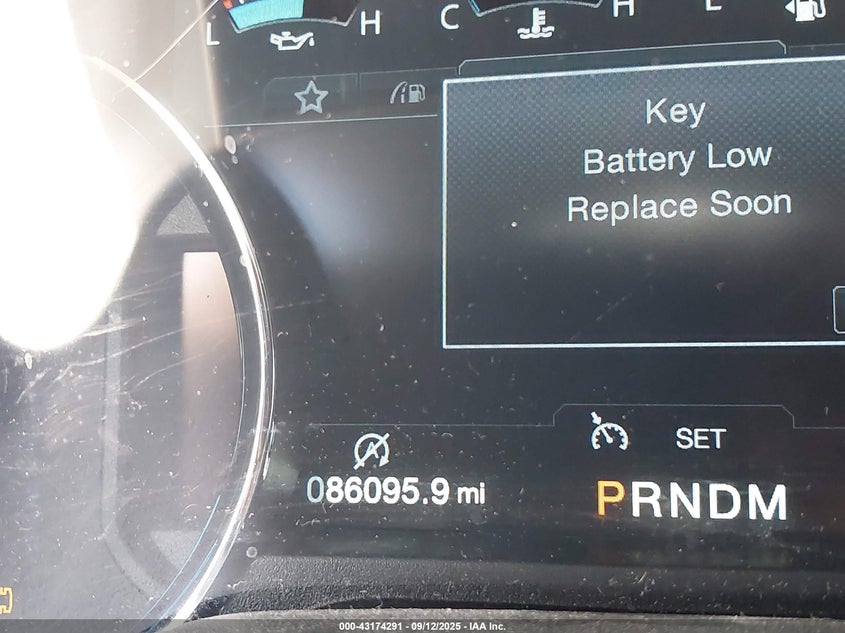 L H C H L
Key
Battery Low
Replace Soon
SET
086095.9 mi
PRNDM
000-43174291 - 09/12/2025 - IAA Inc.